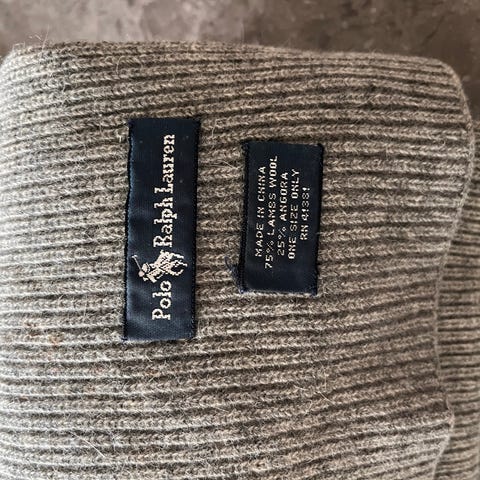 Polo Ralph Lauren
MADE IN CHINA
75% LAMBS WOOL
25% ANGORA
ONE SIZE ONLY
RN 41381